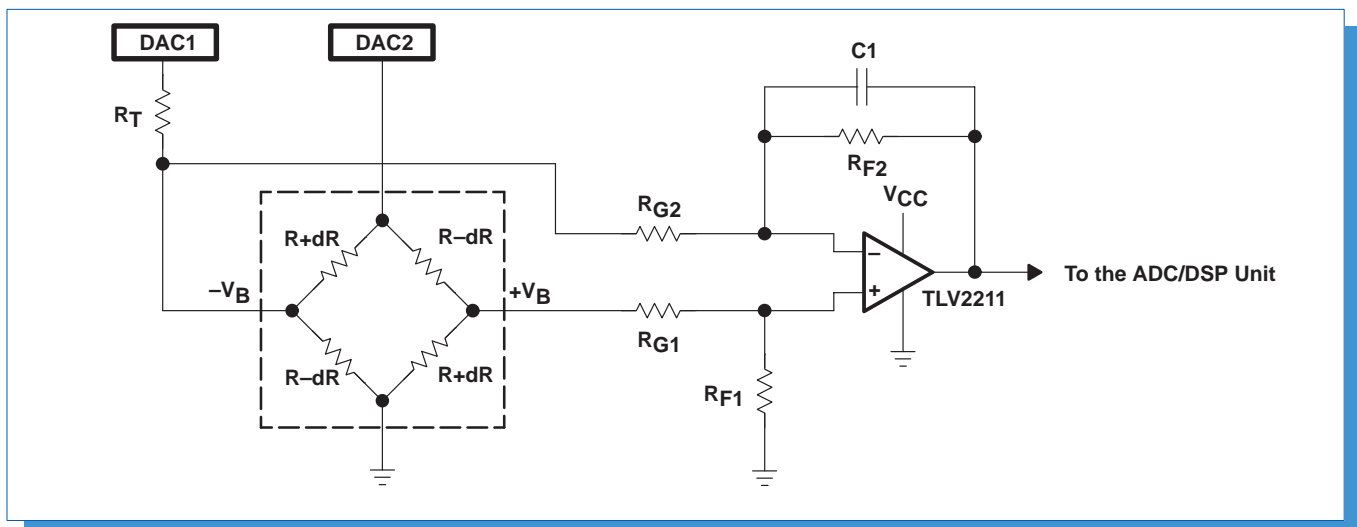 DAC1
DAC2
C1
RT
RF2
VCC
RG2
R+dR
R–dR
–VB
+VB
–
+
To the ADC/DSP Unit
TLV2211
RG1
R–dR
R+dR
RF1